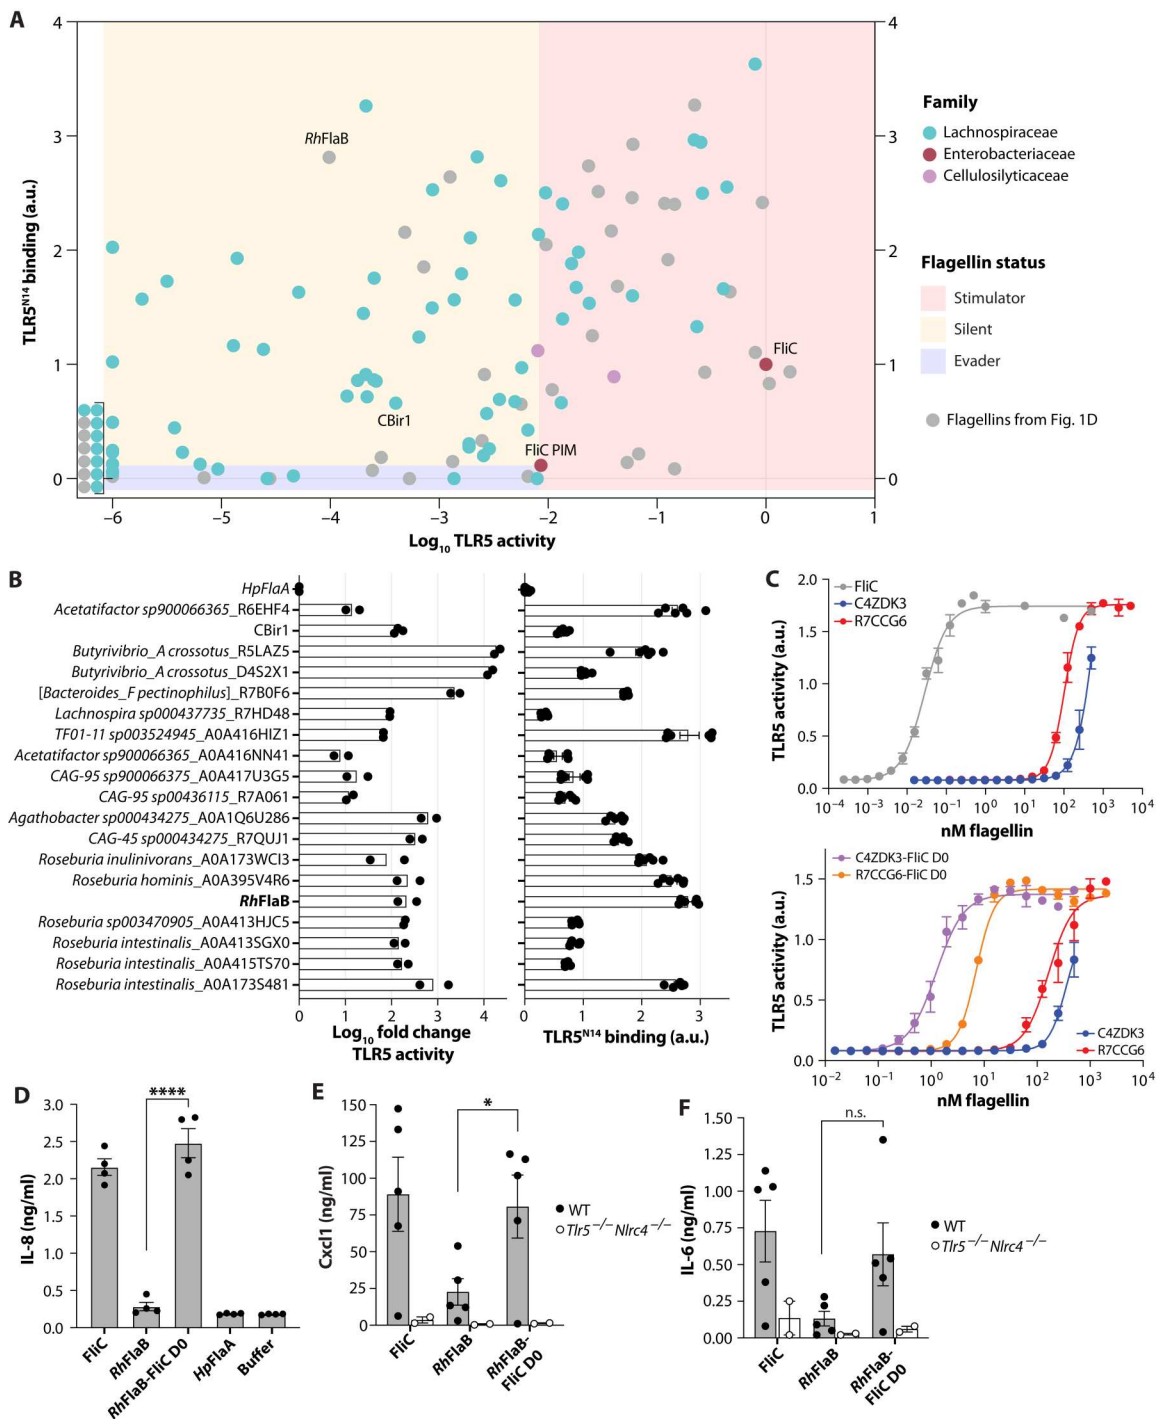 A
4
3
2
1
0
TLR5ᴺ¹⁴ binding (a.u.)
RhFlaB
CBir1
FliC PIM
FliC
4
3
2
1
0
−6
−5
−4
−3
−2
−1
0
1
Log₁₀ TLR5 activity
Family
Lachnospiraceae
Enterobacteriaceae
Cellulosilyticaceae
Flagellin status
Stimulator
Silent
Evader
Flagellins from Fig. 1D
B
HpFlaA
Acetatifactor sp900066365_R6EHF4
CBir1
Butyrivibrio_A crossotus_R5LAZ5
Butyrivibrio_A crossotus_D4S2X1
[Bacteroides_F pectinophilus]_R7B0F6
Lachnospira sp000437735_R7HD48
TF01-11 sp003524945_A0A416HIZ1
Acetatifactor sp900066365_A0A416NN41
CAG-95 sp900066375_A0A417U3G5
CAG-95 sp00436115_R7A061
Agathobacter sp000434275_A0A1Q6U286
CAG-45 sp000434275_R7QUJ1
Roseburia inulinivorans_A0A173WCI3
Roseburia hominis_A0A395V4R6
RhFlaB
Roseburia sp003470905_A0A413HJC5
Roseburia intestinalis_A0A413SGX0
Roseburia intestinalis_A0A415TS70
Roseburia intestinalis_A0A173S481
0 1 2 3 4
Log₁₀ fold change
TLR5 activity
0 1 2 3
TLR5ᴺ¹⁴ binding (a.u.)
C
FliC
C4ZDK3
R7CCG6
2.0
1.5
1.0
0.5
0.0
TLR5 activity (a.u.)
10⁻⁴ 10⁻³ 10⁻² 10⁻¹ 10⁰ 10¹ 10² 10³ 10⁴
nM flagellin
C4ZDK3-FliC D0
R7CCG6-FliC D0
1.5
1.0
0.5
0.0
TLR5 activity (a.u.)
C4ZDK3
R7CCG6
10⁻² 10⁻¹ 10⁰ 10¹ 10² 10³ 10⁴
nM flagellin
D
3.0
2.5
2.0
1.5
1.0
0.5
0.0
IL-8 (ng/ml)
****
FliC
RhFlaB
RhFlaB-FliC D0
HpFlaA
Buffer
E
150
125
100
75
50
25
0
Cxcl1 (ng/ml)
*
WT
Tlr5⁻/⁻ Nlrc4⁻/⁻
FliC
RhFlaB
RhFlaB-
FliC D0
F
1.50
1.25
1.00
0.75
0.50
0.25
0.00
IL-6 (ng/ml)
n.s.
WT
Tlr5⁻/⁻ Nlrc4⁻/⁻
FliC
RhFlaB
RhFlaB-
FliC D0